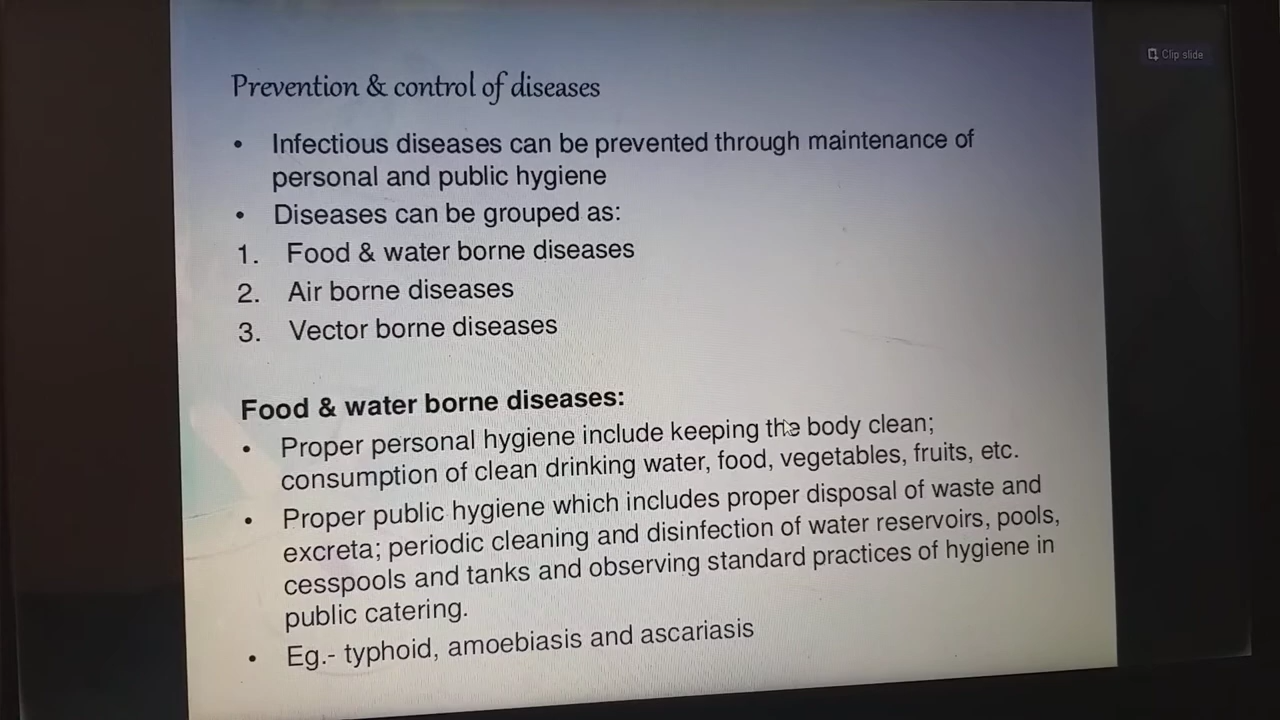 Clip slide
Prevention & control of diseases
• Infectious diseases can be prevented through maintenance of
personal and public hygiene
• Diseases can be grouped as:
1. Food & water borne diseases
2. Air borne diseases
3. Vector borne diseases
Food & water borne diseases:
• Proper personal hygiene include keeping the body clean;
consumption of clean drinking water, food, vegetables, fruits, etc.
• Proper public hygiene which includes proper disposal of waste and
excreta; periodic cleaning and disinfection of water reservoirs, pools,
cesspools and tanks and observing standard practices of hygiene in
public catering.
• Eg.- typhoid, amoebiasis and ascariasis